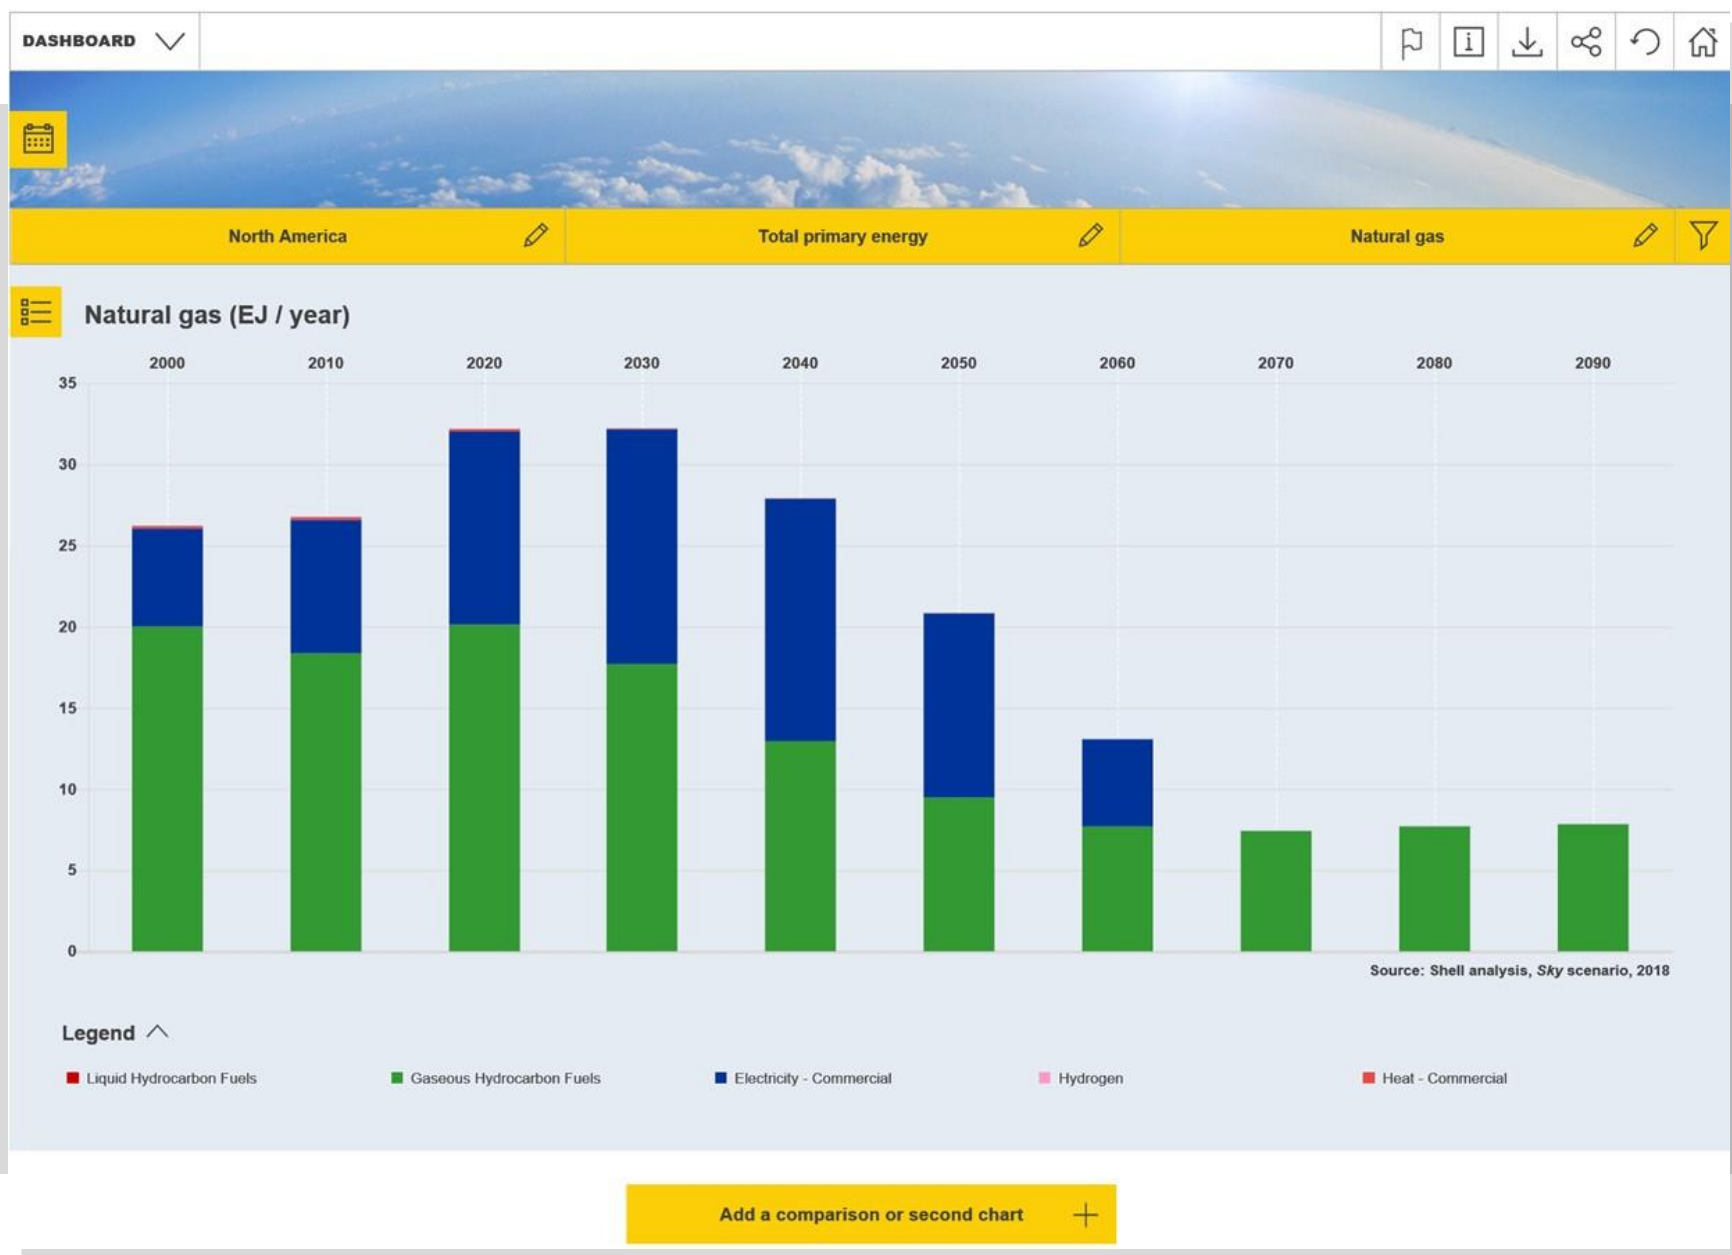 DASHBOARD
North America
Total primary energy
Natural gas
Natural gas (EJ / year)
2000 2010 2020 2030 2040 2050 2060 2070 2080 2090
35
30
25
20
15
10
5
0
Source: Shell analysis, Sky scenario, 2018
Legend
Liquid Hydrocarbon Fuels
Gaseous Hydrocarbon Fuels
Electricity - Commercial
Hydrogen
Heat - Commercial
Add a comparison or second chart